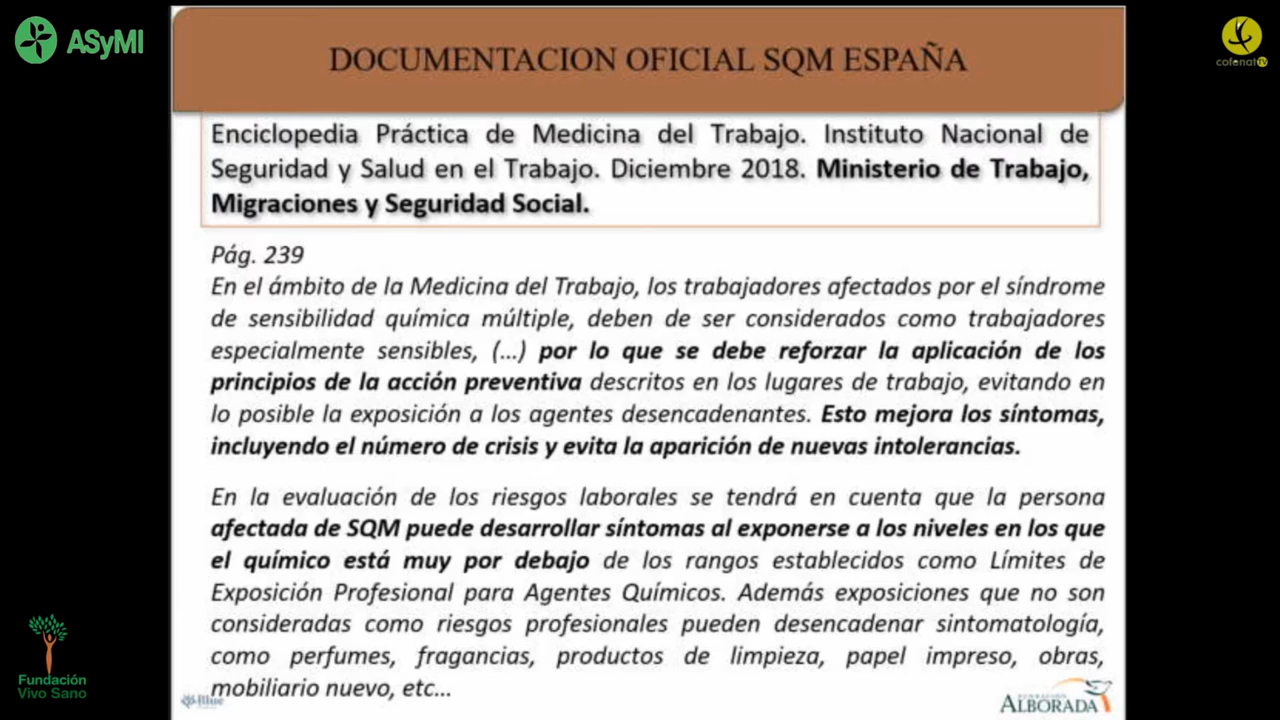 ASyMI
cofenat TV
DOCUMENTACION OFICIAL SQM ESPAÑA
Enciclopedia Práctica de Medicina del Trabajo. Instituto Nacional de
Seguridad y Salud en el Trabajo. Diciembre 2018. Ministerio de Trabajo,
Migraciones y Seguridad Social.
Pág. 239
En el ámbito de la Medicina del Trabajo, los trabajadores afectados por el síndrome
de sensibilidad química múltiple, deben de ser considerados como trabajadores
especialmente sensibles, (...) por lo que se debe reforzar la aplicación de los
principios de la acción preventiva descritos en los lugares de trabajo, evitando en
lo posible la exposición a los agentes desencadenantes. Esto mejora los síntomas,
incluyendo el número de crisis y evita la aparición de nuevas intolerancias.
En la evaluación de los riesgos laborales se tendrá en cuenta que la persona
afectada de SQM puede desarrollar síntomas al exponerse a los niveles en los que
el químico está muy por debajo de los rangos establecidos como Límites de
Exposición Profesional para Agentes Químicos. Además exposiciones que no son
consideradas como riesgos profesionales pueden desencadenar sintomatología,
como perfumes, fragancias, productos de limpieza, papel impreso, obras,
mobiliario nuevo, etc...
Fundación
Vivo Sano
Blue
FUNDACIÓN
ALBORADA